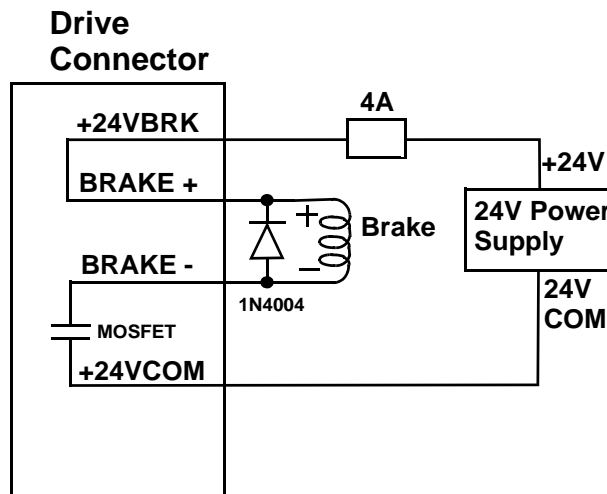 Drive
Connector
4A
+24VBRK
+24V
BRAKE +
+
Brake
24V Power
Supply
BRAKE -
–
1N4004
24V
COM
MOSFET
+24VCOM